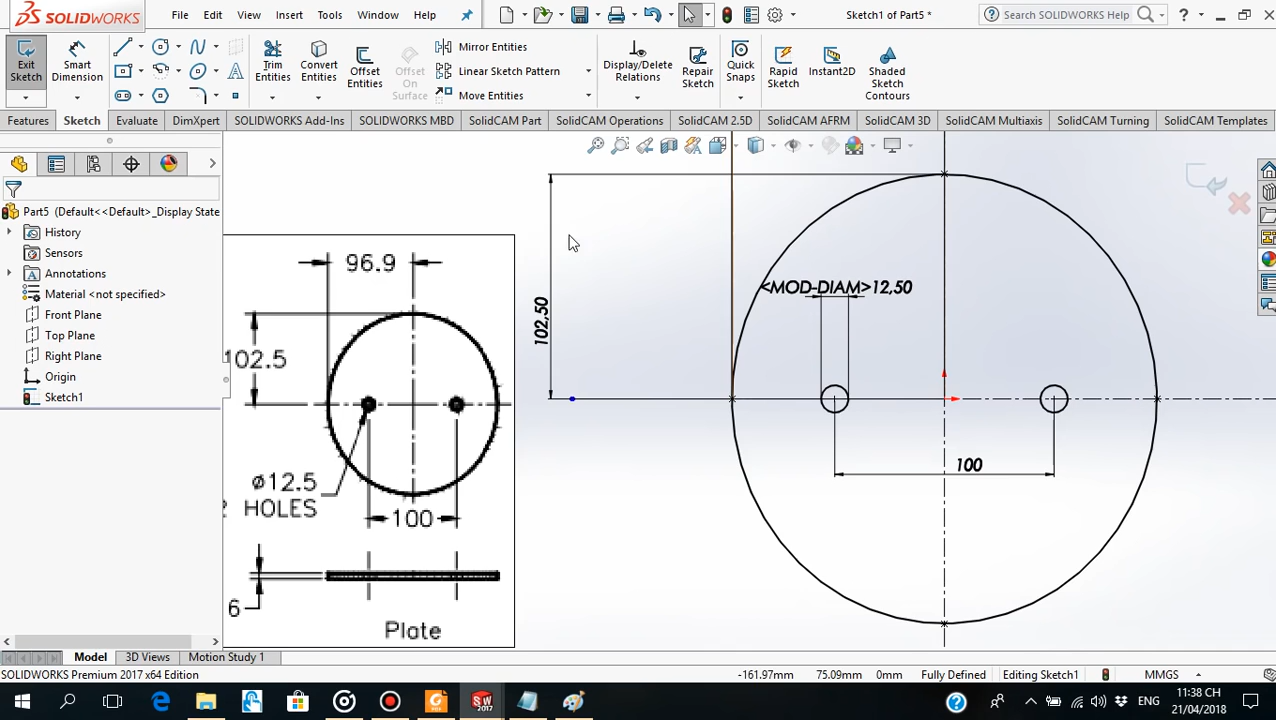 SOLIDWORKS
File Edit View Insert Tools Window Help
Sketch1 of Part5 *
Search SOLIDWORKS Help
Exit Sketch
Smart Dimension
Trim Entities
Convert Entities
Offset Entities
Offset On Surface
Mirror Entities
Linear Sketch Pattern
Move Entities
Display/Delete Relations
Repair Sketch
Quick Snaps
Rapid Sketch
Instant2D
Shaded Sketch Contours
Features Sketch Evaluate DimXpert SOLIDWORKS Add-Ins SOLIDWORKS MBD SolidCAM Part SolidCAM Operations SolidCAM 2.5D SolidCAM AFRM SolidCAM 3D SolidCAM Multiaxis SolidCAM Turning SolidCAM Templates
Part5 (Default<<Default>_Display State
History
Sensors
Annotations
Material <not specified>
Front Plane
Top Plane
Right Plane
Origin
Sketch1
96.9
102.5
ø12.5
HOLES
100
6
Plate
102,50
<MOD-DIAM>12,50
100
Model 3D Views Motion Study 1
SOLIDWORKS Premium 2017 x64 Edition
-161.97mm 75.09mm 0mm Fully Defined Editing Sketch1 MMGS
SW
2017
ENG
11:38 CH
21/04/2018